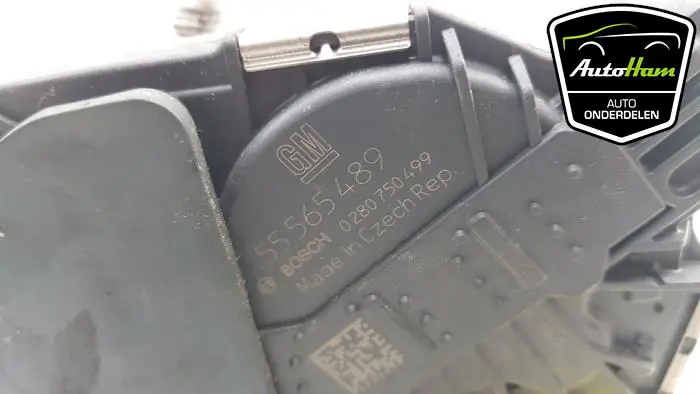 AutoHam
AUTO
ONDERDELEN
GM
55565489
BOSCH 0280750499
Made in Czech Rep.